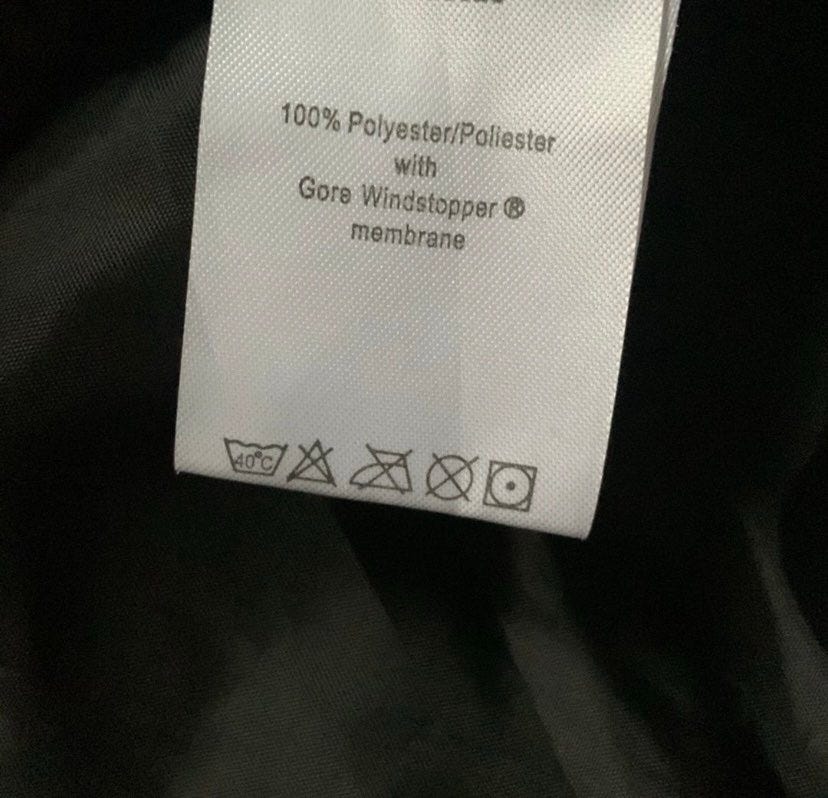 100% Polyester/Poliester
with
Gore Windstopper ®
membrane
40°C